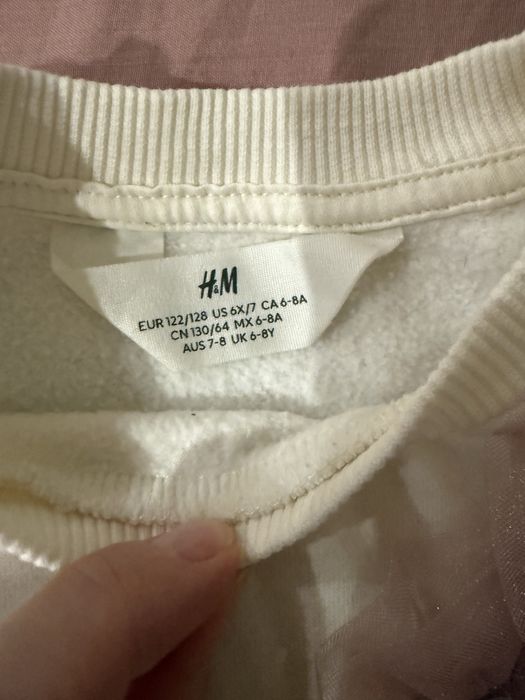 H&M
EUR 122/128 US 6X/7 CA 6-8A
CN 130/64 MX 6-8A
AUS 7-8 UK 6-8Y